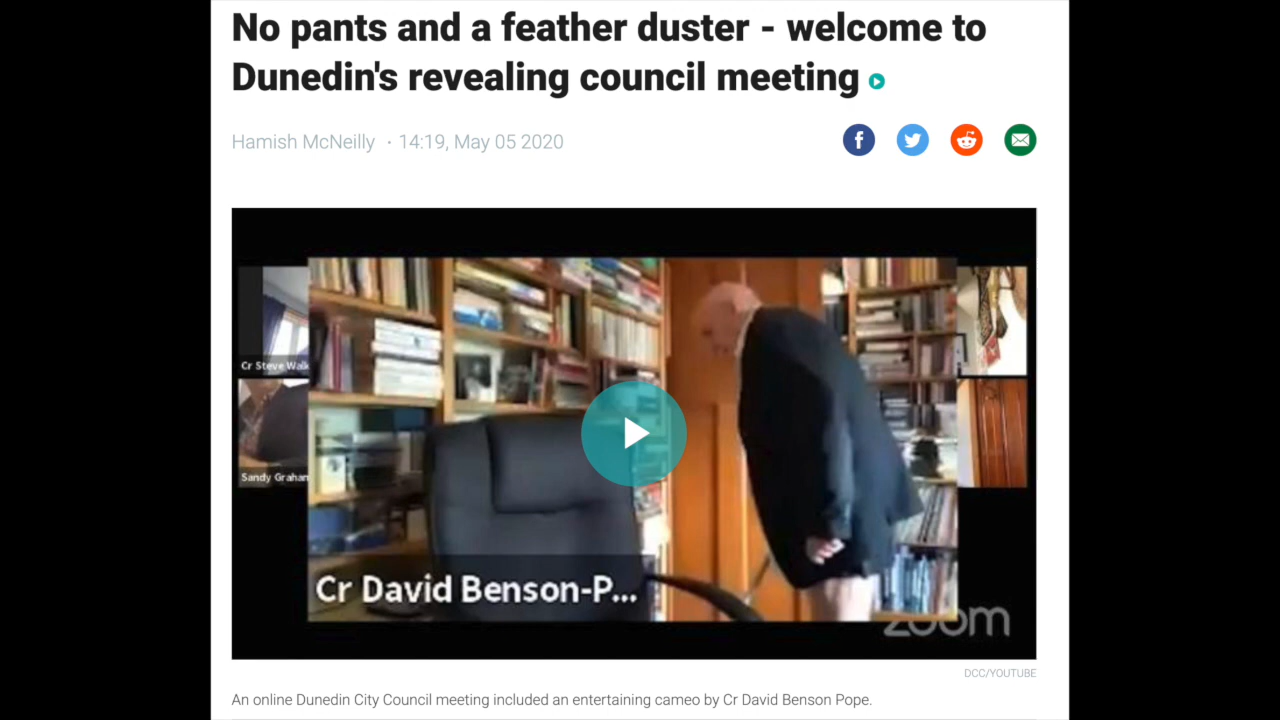 No pants and a feather duster - welcome to
Dunedin's revealing council meeting
Hamish McNeilly · 14:19, May 05 2020
Cr Steve Walk
Sandy Graham
Cr David Benson-P...
zoom
DCC/YOUTUBE
An online Dunedin City Council meeting included an entertaining cameo by Cr David Benson Pope.